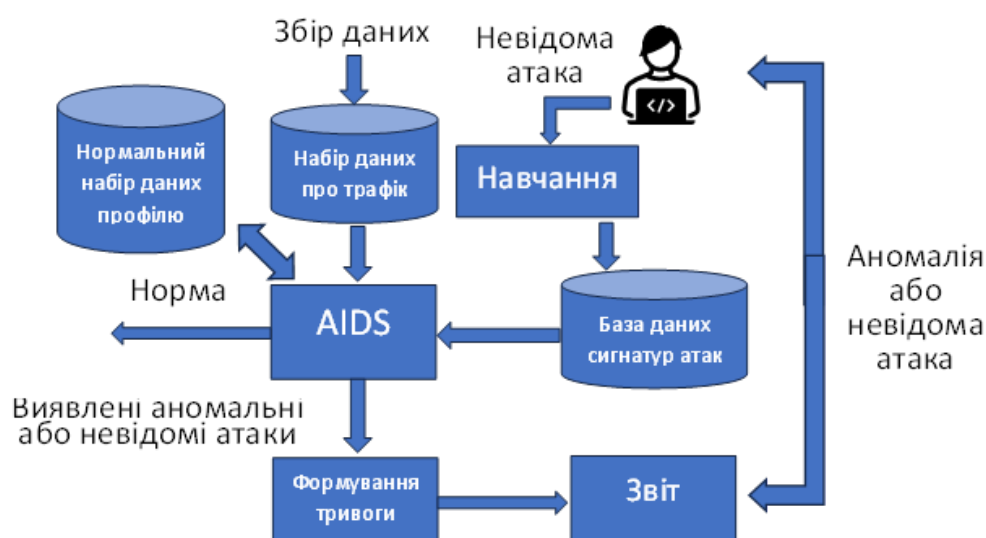 Збір даних
Невідома
атака
</>
Нормальний
набір даних
профілю
Набір даних
про трафік
Навчання
Норма
AIDS
База даних
сигнатур атак
Аномалія
або
невідома
атака
Виявлені аномальні
або невідомі атаки
Формування
тривоги
Звіт